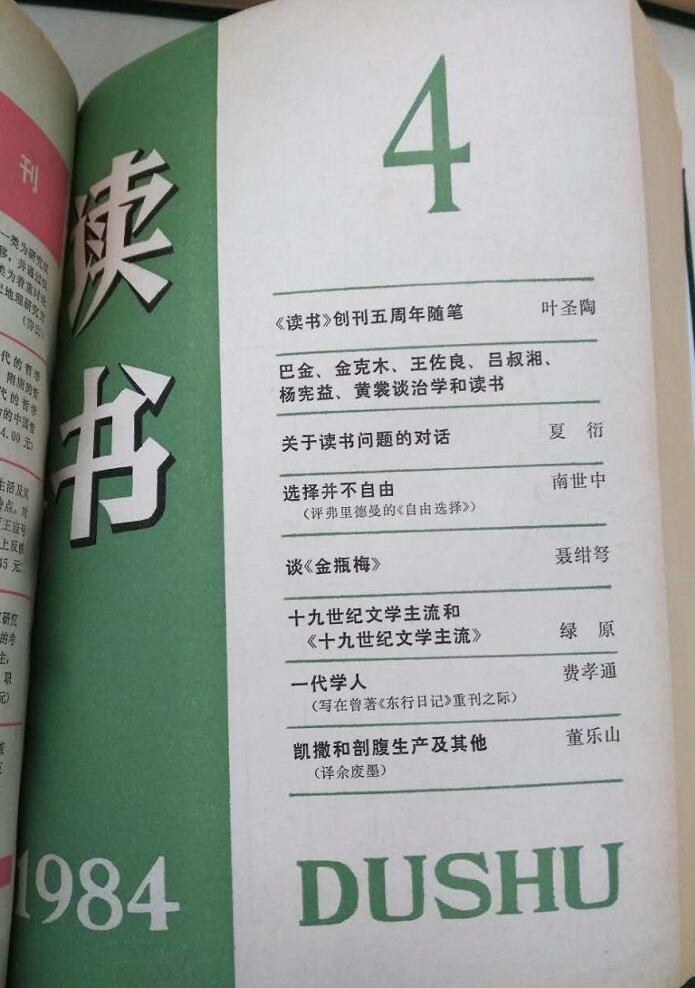 刊
读书
4
《读书》创刊五周年随笔 叶圣陶
巴金、金克木、王佐良、吕叔湘、
杨宪益、黄裳谈治学和读书
关于读书问题的对话 夏衍
选择并不自由 南世中
（评弗里德曼的《自由选择》）
谈《金瓶梅》 聂绀弩
十九世纪文学主流和
《十九世纪文学主流》 绿原
一代学人 费孝通
（写在曾著《东行日记》重刊之际）
凯撒和剖腹生产及其他 董乐山
（译余废墨）
1984
DUSHU